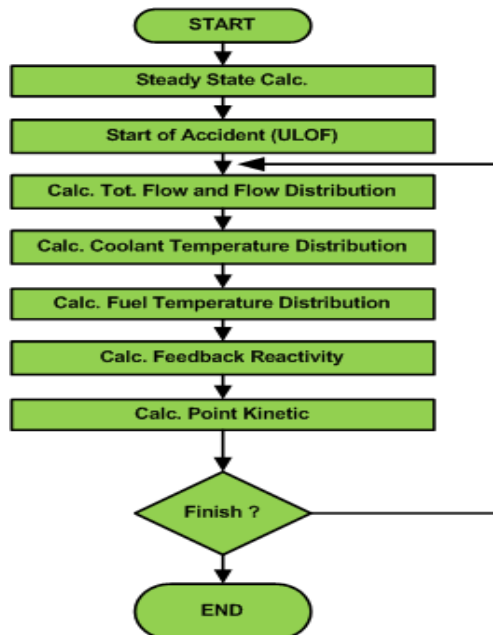 START
Steady State Calc.
Start of Accident (ULOF)
Calc. Tot. Flow and Flow Distribution
Calc. Coolant Temperature Distribution
Calc. Fuel Temperature Distribution
Calc. Feedback Reactivity
Calc. Point Kinetic
Finish ?
END